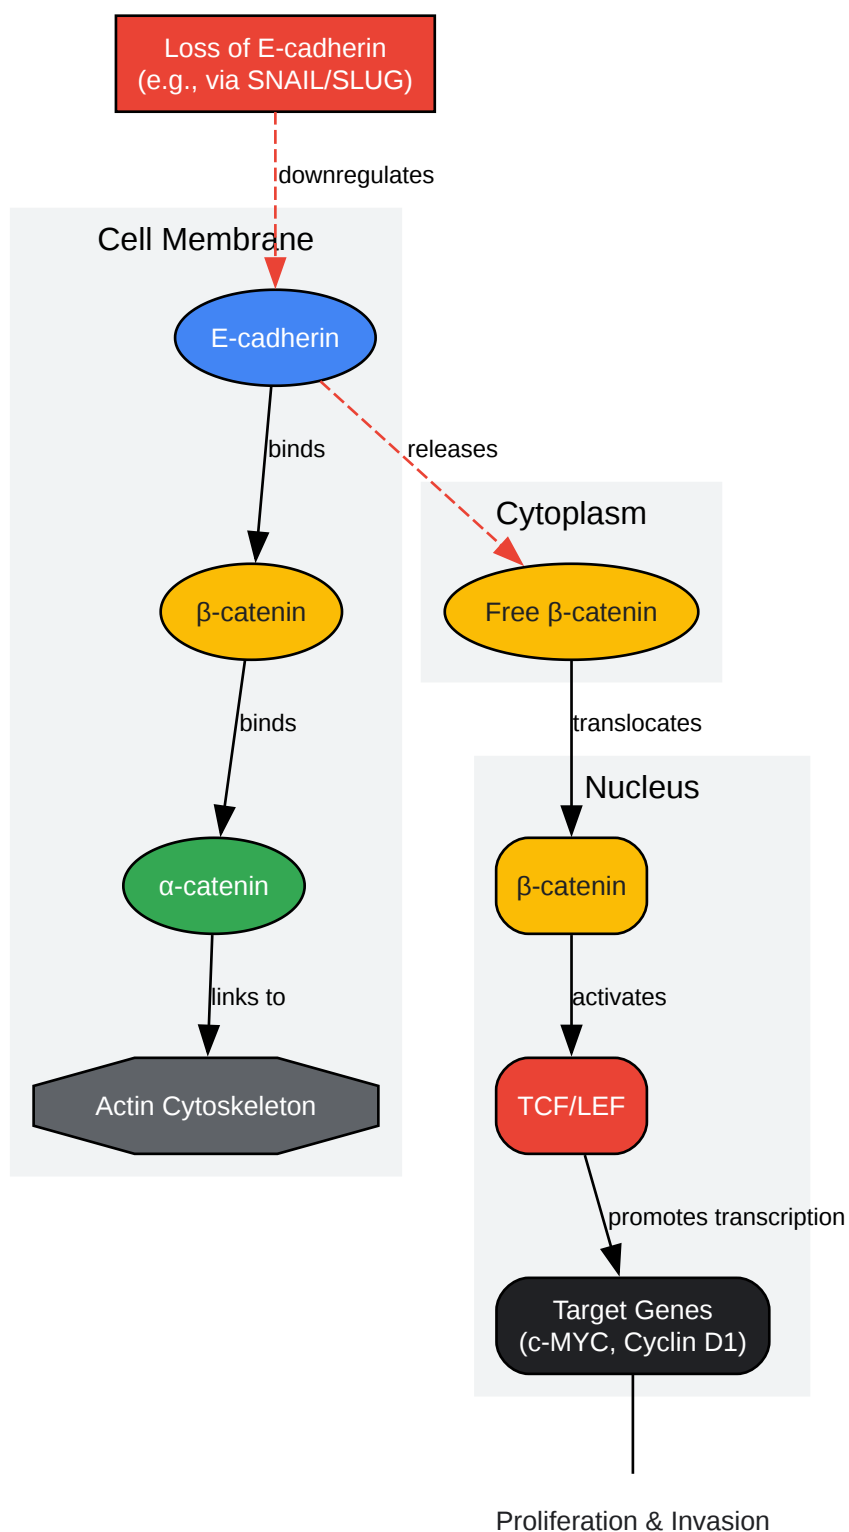 Loss of E-cadherin
(e.g., via SNAIL/SLUG)
downregulates
Cell Membrane
E-cadherin
binds
releases
Cytoplasm
β-catenin
Free β-catenin
binds
translocates
Nucleus
α-catenin
β-catenin
links to
activates
Actin Cytoskeleton
TCF/LEF
promotes transcription
Target Genes
(c-MYC, Cyclin D1)
Proliferation & Invasion